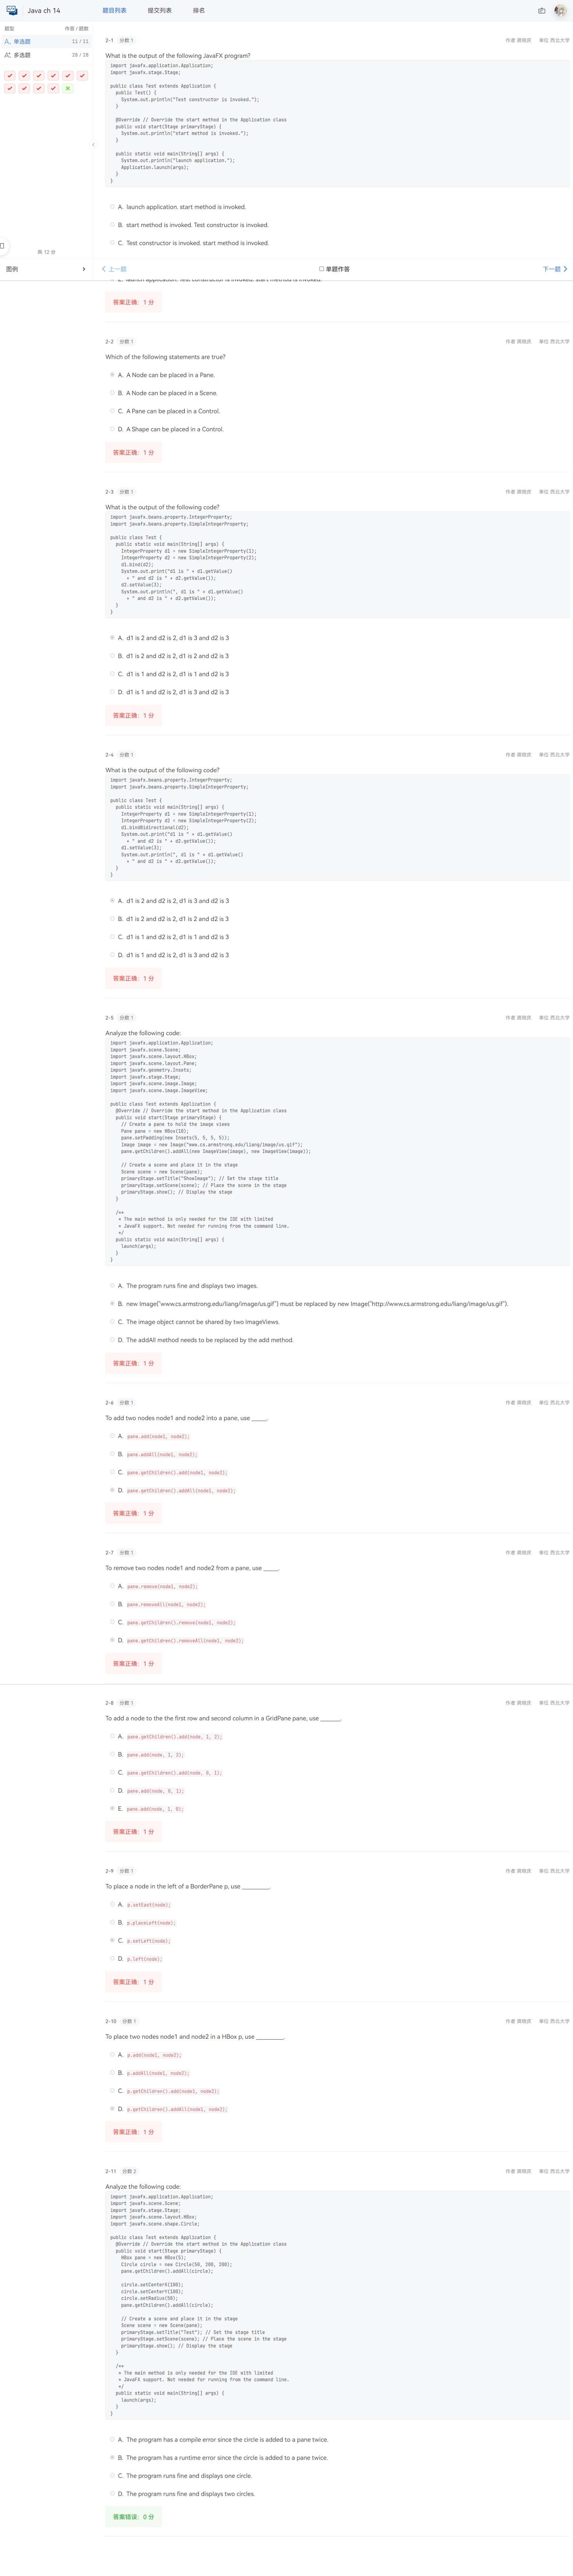 Java ch 14
题目列表
提交列表
排名
题型
作答 / 题数
单选题
11 / 11
多选题
28 / 28
共 12 分
图例
2-1 分数 1
作者 龚晓庆 单位 西北大学
What is the output of the following JavaFX program?
import javafx.application.Application;
import javafx.stage.Stage;
public class Test extends Application {
public Test() {
System.out.println("Test constructor is invoked.");
}
@Override // Override the start method in the Application class
public void start(Stage primaryStage) {
System.out.println("start method is invoked.");
}
public static void main(String[] args) {
System.out.println("launch application.");
Application.launch(args);
}
}
A. launch application. start method is invoked.
B. start method is invoked. Test constructor is invoked.
C. Test constructor is invoked. start method is invoked.
上一题
单题作答
下一题
E. launch application. Test constructor is invoked. start method is invoked.
答案正确：1 分
2-2 分数 1
作者 龚晓庆 单位 西北大学
Which of the following statements are true?
A. A Node can be placed in a Pane.
B. A Node can be placed in a Scene.
C. A Pane can be placed in a Control.
D. A Shape can be placed in a Control.
答案正确：1 分
2-3 分数 1
作者 龚晓庆 单位 西北大学
What is the output of the following code?
import javafx.beans.property.IntegerProperty;
import javafx.beans.property.SimpleIntegerProperty;
public class Test {
public static void main(String[] args) {
IntegerProperty d1 = new SimpleIntegerProperty(1);
IntegerProperty d2 = new SimpleIntegerProperty(2);
d1.bind(d2);
System.out.print("d1 is " + d1.getValue()
+ " and d2 is " + d2.getValue());
d2.setValue(3);
System.out.println(", d1 is " + d1.getValue()
+ " and d2 is " + d2.getValue());
}
}
A. d1 is 2 and d2 is 2, d1 is 3 and d2 is 3
B. d1 is 2 and d2 is 2, d1 is 2 and d2 is 3
C. d1 is 1 and d2 is 2, d1 is 1 and d2 is 3
D. d1 is 1 and d2 is 2, d1 is 3 and d2 is 3
答案正确：1 分
2-4 分数 1
作者 龚晓庆 单位 西北大学
What is the output of the following code?
import javafx.beans.property.IntegerProperty;
import javafx.beans.property.SimpleIntegerProperty;
public class Test {
public static void main(String[] args) {
IntegerProperty d1 = new SimpleIntegerProperty(1);
IntegerProperty d2 = new SimpleIntegerProperty(2);
d1.bindBidirectional(d2);
System.out.print("d1 is " + d1.getValue()
+ " and d2 is " + d2.getValue());
d1.setValue(3);
System.out.println(", d1 is " + d1.getValue()
+ " and d2 is " + d2.getValue());
}
}
A. d1 is 2 and d2 is 2, d1 is 3 and d2 is 3
B. d1 is 2 and d2 is 2, d1 is 2 and d2 is 3
C. d1 is 1 and d2 is 2, d1 is 1 and d2 is 3
D. d1 is 1 and d2 is 2, d1 is 3 and d2 is 3
答案正确：1 分
2-5 分数 1
作者 龚晓庆 单位 西北大学
Analyze the following code:
import javafx.application.Application;
import javafx.scene.Scene;
import javafx.scene.layout.HBox;
import javafx.scene.layout.Pane;
import javafx.geometry.Insets;
import javafx.stage.Stage;
import javafx.scene.image.Image;
import javafx.scene.image.ImageView;
public class Test extends Application {
@Override // Override the start method in the Application class
public void start(Stage primaryStage) {
// Create a pane to hold the image views
Pane pane = new HBox(10);
pane.setPadding(new Insets(5, 5, 5, 5));
Image image = new Image("www.cs.armstrong.edu/liang/image/us.gif");
pane.getChildren().addAll(new ImageView(image), new ImageView(image));
// Create a scene and place it in the stage
Scene scene = new Scene(pane);
primaryStage.setTitle("ShowImage"); // Set the stage title
primaryStage.setScene(scene); // Place the scene in the stage
primaryStage.show(); // Display the stage
}
/**
* The main method is only needed for the IDE with limited
* JavaFX support. Not needed for running from the command line.
*/
public static void main(String[] args) {
launch(args);
}
}
A. The program runs fine and displays two images.
B. new Image("www.cs.armstrong.edu/liang/image/us.gif") must be replaced by new Image("http://www.cs.armstrong.edu/liang/image/us.gif").
C. The image object cannot be shared by two ImageViews.
D. The addAll method needs to be replaced by the add method.
答案正确：1 分
2-6 分数 1
作者 龚晓庆 单位 西北大学
To add two nodes node1 and node2 into a pane, use _____.
A. pane.add(node1, node2);
B. pane.addAll(node1, node2);
C. pane.getChildren().add(node1, node2);
D. pane.getChildren().addAll(node1, node2);
答案正确：1 分
2-7 分数 1
作者 龚晓庆 单位 西北大学
To remove two nodes node1 and node2 from a pane, use _____.
A. pane.remove(node1, node2);
B. pane.removeAll(node1, node2);
C. pane.getChildren().remove(node1, node2);
D. pane.getChildren().removeAll(node1, node2);
答案正确：1 分
2-8 分数 1
作者 龚晓庆 单位 西北大学
To add a node to the the first row and second column in a GridPane pane, use _______.
A. pane.getChildren().add(node, 1, 2);
B. pane.add(node, 1, 2);
C. pane.getChildren().add(node, 0, 1);
D. pane.add(node, 0, 1);
E. pane.add(node, 1, 0);
答案正确：1 分
2-9 分数 1
作者 龚晓庆 单位 西北大学
To place a node in the left of a BorderPane p, use _________.
A. p.setEast(node);
B. p.placeLeft(node);
C. p.setLeft(node);
D. p.left(node);
答案正确：1 分
2-10 分数 1
作者 龚晓庆 单位 西北大学
To place two nodes node1 and node2 in a HBox p, use _________.
A. p.add(node1, node2);
B. p.addAll(node1, node2);
C. p.getChildren().add(node1, node2);
D. p.getChildren().addAll(node1, node2);
答案正确：1 分
2-11 分数 2
作者 龚晓庆 单位 西北大学
Analyze the following code:
import javafx.application.Application;
import javafx.scene.Scene;
import javafx.stage.Stage;
import javafx.scene.layout.HBox;
import javafx.scene.shape.Circle;
public class Test extends Application {
@Override // Override the start method in the Application class
public void start(Stage primaryStage) {
HBox pane = new HBox(5);
Circle circle = new Circle(50, 200, 200);
pane.getChildren().addAll(circle);
circle.setCenterX(100);
circle.setCenterY(100);
circle.setRadius(50);
pane.getChildren().addAll(circle);
// Create a scene and place it in the stage
Scene scene = new Scene(pane);
primaryStage.setTitle("Test"); // Set the stage title
primaryStage.setScene(scene); // Place the scene in the stage
primaryStage.show(); // Display the stage
}
/**
* The main method is only needed for the IDE with limited
* JavaFX support. Not needed for running from the command line.
*/
public static void main(String[] args) {
launch(args);
}
}
A. The program has a compile error since the circle is added to a pane twice.
B. The program has a runtime error since the circle is added to a pane twice.
C. The program runs fine and displays one circle.
D. The program runs fine and displays two circles.
答案错误：0 分